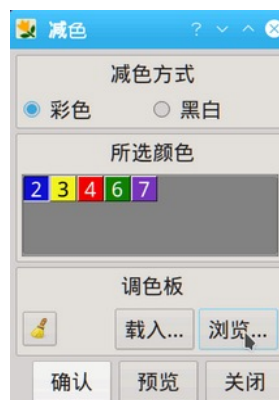 减色
减色方式
彩色 黑白
所选颜色
2 3 4 6 7
调色板
载入... 浏览...
确认 预览 关闭